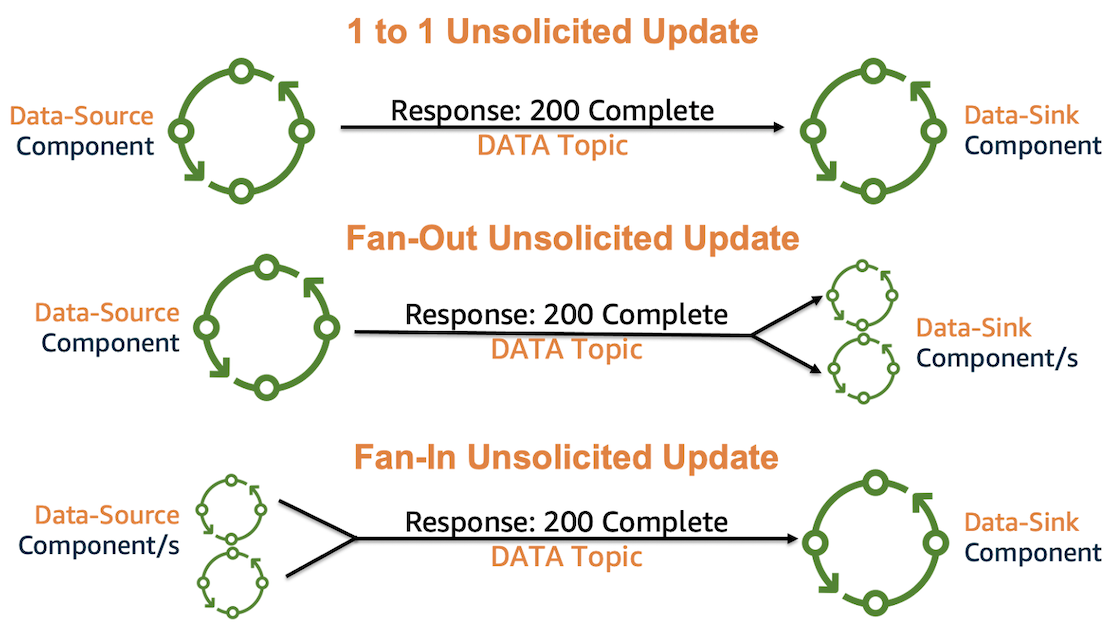 1 to 1 Unsolicited Update
Data-Source
Component
Response: 200 Complete
DATA Topic
Data-Sink
Component
Fan-Out Unsolicited Update
Data-Source
Component
Response: 200 Complete
DATA Topic
Data-Sink
Component/s
Fan-In Unsolicited Update
Data-Source
Component/s
Response: 200 Complete
DATA Topic
Data-Sink
Component